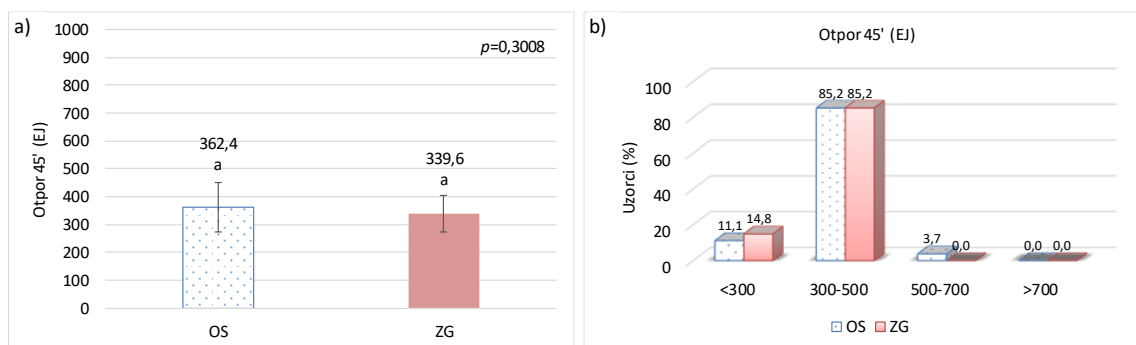 a)
1000
900
800
700
600
500
400
300
200
100
0
Otpor 45' (EJ)
p=0,3008
362,4
a
339,6
a
OS
ZG
b)
Otpor 45' (EJ)
100
80
60
40
20
0
Uzorci (%)
11,1
14,8
85,2
85,2
3,7
0,0
0,0
0,0
<300
300-500
500-700
>700
OS
ZG